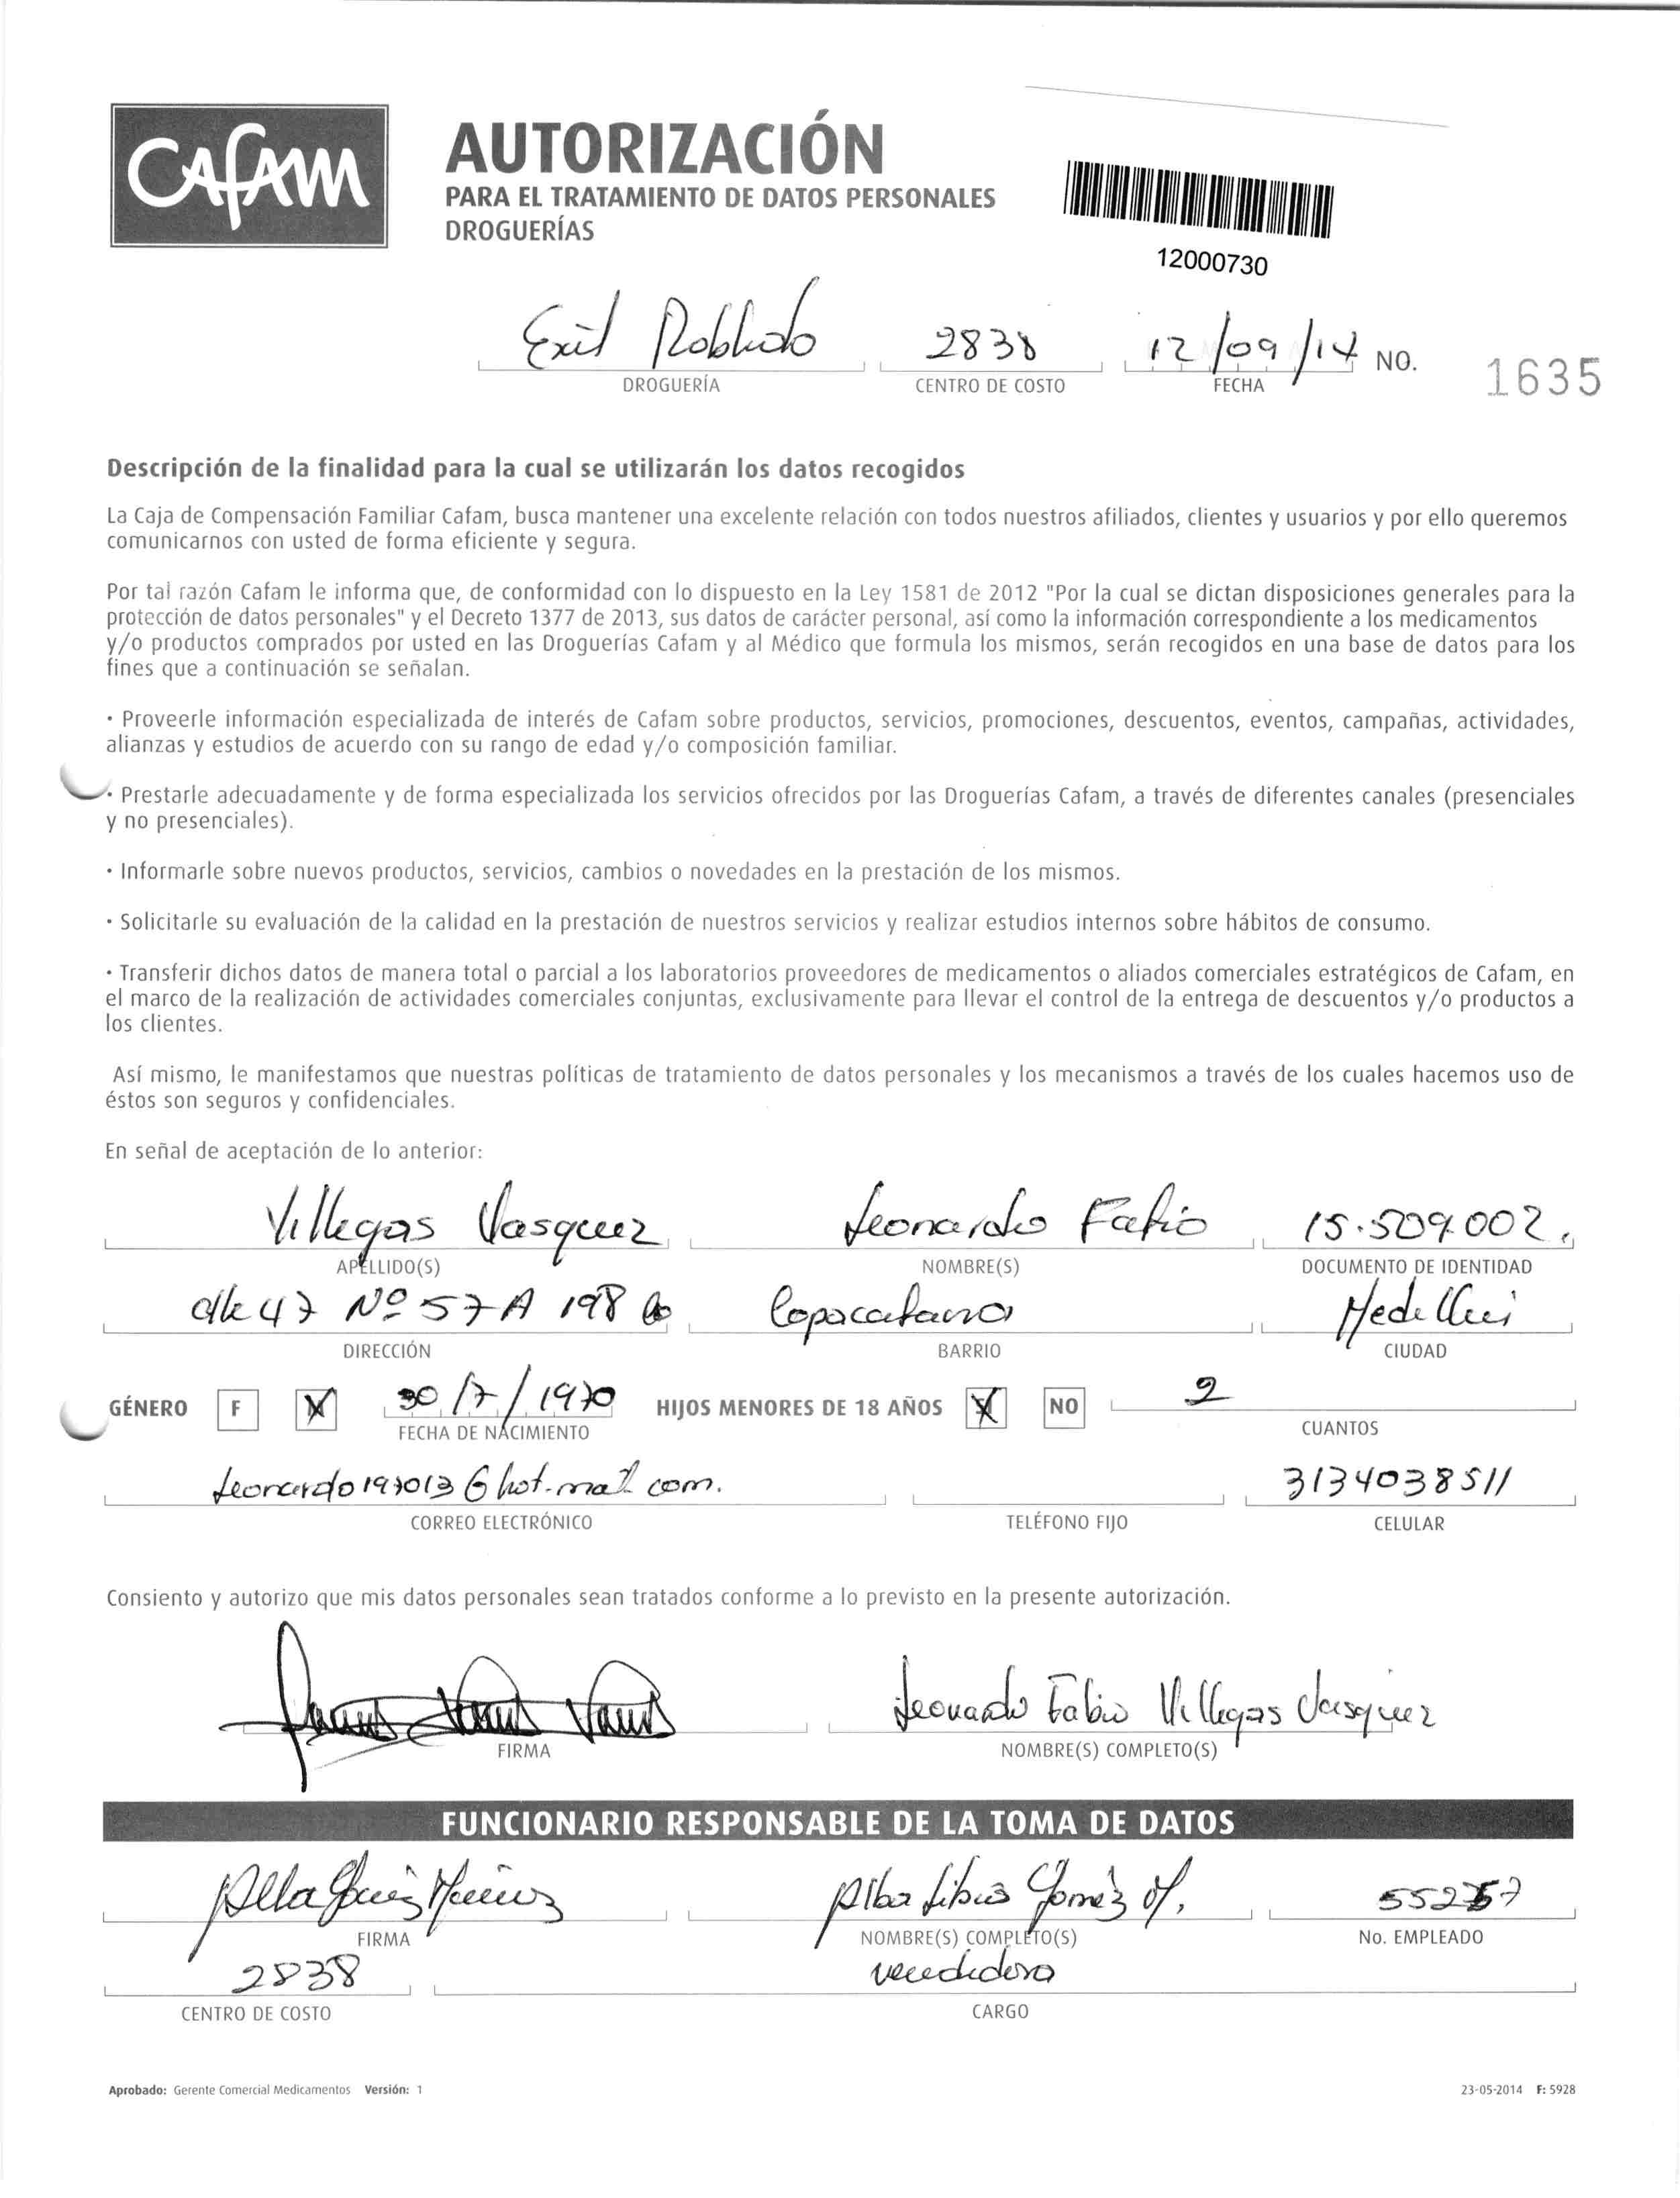 Cafam
AUTORIZACIÓN
PARA EL TRATAMIENTO DE DATOS PERSONALES
DROGUERÍAS
12000730
Exit Robledo 2838 12/09/14 NO. 1635
DROGUERÍA CENTRO DE COSTO FECHA
Descripción de la finalidad para la cual se utilizarán los datos recogidos
La Caja de Compensación Familiar Cafam, busca mantener una excelente relación con todos nuestros afiliados, clientes y usuarios y por ello queremos
comunicarnos con usted de forma eficiente y segura.
Por tal razón Cafam le informa que, de conformidad con lo dispuesto en la Ley 1581 de 2012 "Por la cual se dictan disposiciones generales para la
protección de datos personales" y el Decreto 1377 de 2013, sus datos de carácter personal, así como la información correspondiente a los medicamentos
y/o productos comprados por usted en las Droguerías Cafam y al Médico que formula los mismos, serán recogidos en una base de datos para los
fines que a continuación se señalan.
· Proveerle información especializada de interés de Cafam sobre productos, servicios, promociones, descuentos, eventos, campañas, actividades,
alianzas y estudios de acuerdo con su rango de edad y/o composición familiar.
· Prestarle adecuadamente y de forma especializada los servicios ofrecidos por las Droguerías Cafam, a través de diferentes canales (presenciales
y no presenciales).
· Informarle sobre nuevos productos, servicios, cambios o novedades en la prestación de los mismos.
· Solicitarle su evaluación de la calidad en la prestación de nuestros servicios y realizar estudios internos sobre hábitos de consumo.
· Transferir dichos datos de manera total o parcial a los laboratorios proveedores de medicamentos o aliados comerciales estratégicos de Cafam, en
el marco de la realización de actividades comerciales conjuntas, exclusivamente para llevar el control de la entrega de descuentos y/o productos a
los clientes.
Así mismo, le manifestamos que nuestras políticas de tratamiento de datos personales y los mecanismos a través de los cuales hacemos uso de
éstos son seguros y confidenciales.
En señal de aceptación de lo anterior:
Villegas Vasquez Leonardo Fabio 15.509.002.
APELLIDO(S) NOMBRE(S) DOCUMENTO DE IDENTIDAD
clle 47 Nº 57A 198 Copacabana Medellin
DIRECCIÓN BARRIO CIUDAD
GÉNERO F X 30/7/1970 HIJOS MENORES DE 18 AÑOS X NO 2
FECHA DE NACIMIENTO CUANTOS
Leonardo197013@hot.mail com. 3134038511
CORREO ELECTRÓNICO TELÉFONO FIJO CELULAR
Consiento y autorizo que mis datos personales sean tratados conforme a lo previsto en la presente autorización.
Leonardo Fabio Villegas Vasquez
FIRMA NOMBRE(S) COMPLETO(S)
FUNCIONARIO RESPONSABLE DE LA TOMA DE DATOS
Alba Libia Gomez M.
FIRMA NOMBRE(S) COMPLETO(S) No. EMPLEADO
2838 vendedora
CENTRO DE COSTO CARGO
Aprobado: Gerente Comercial Medicamentos Versión: 1 23-05-2014 F: 5928